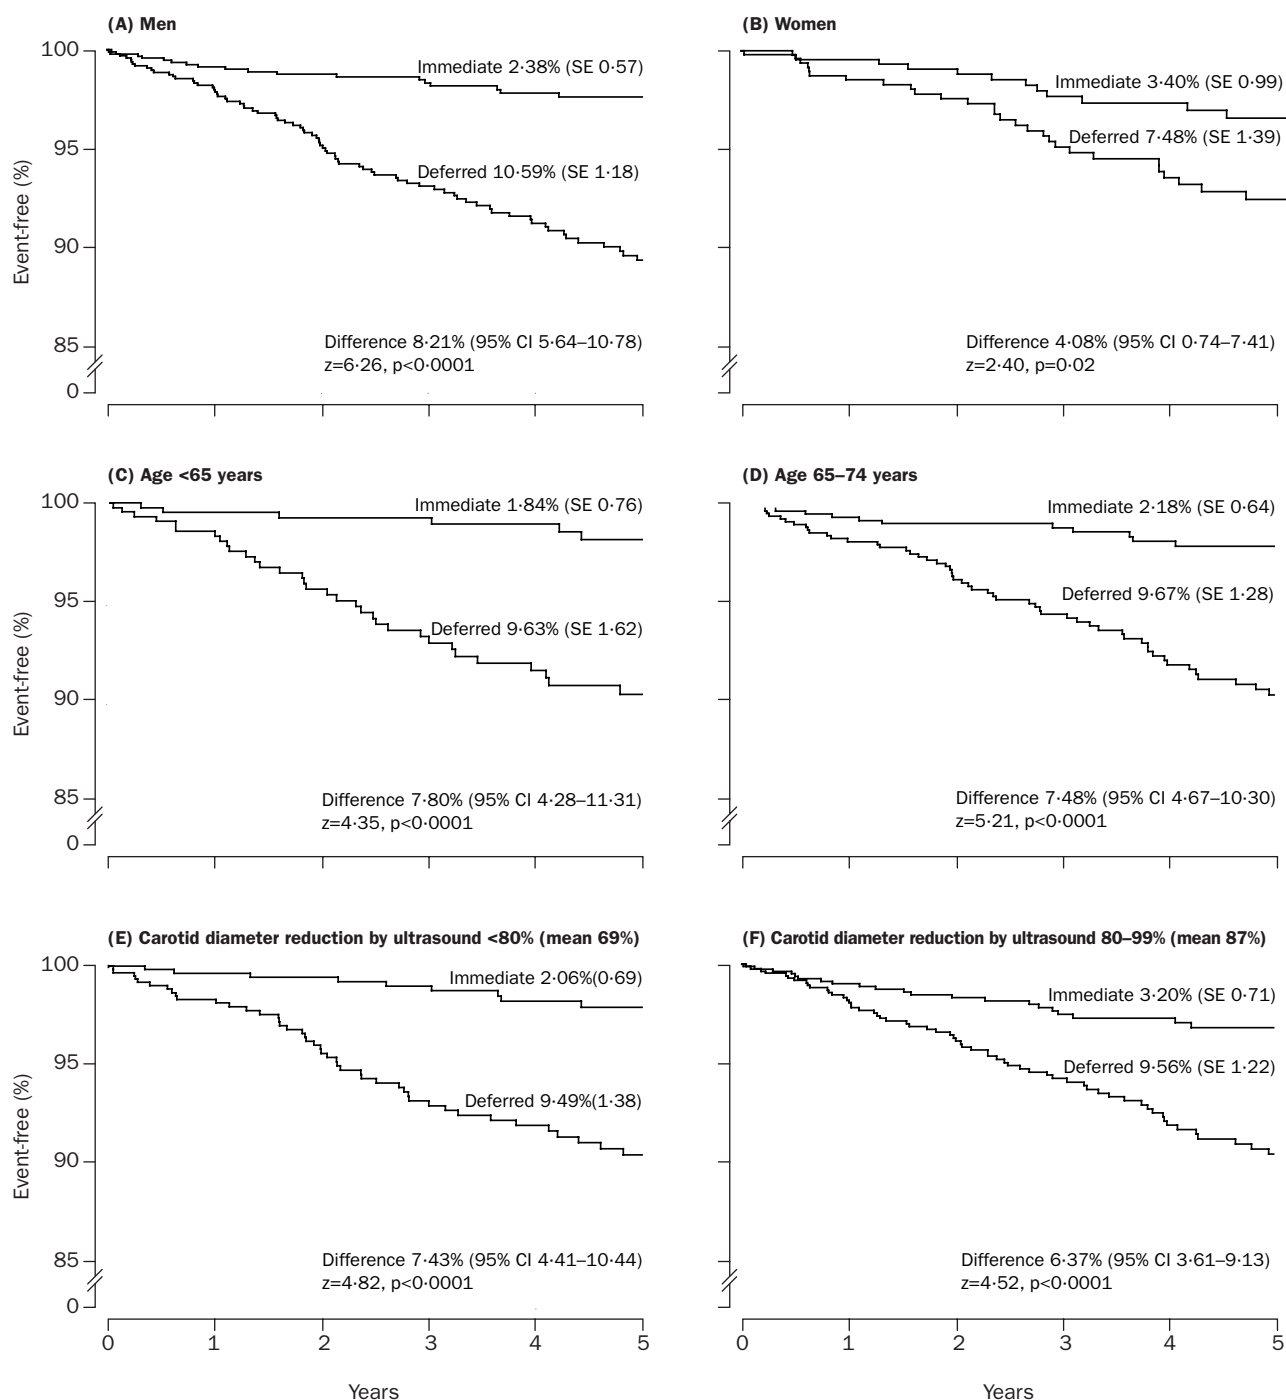 (A) Men
100
95
90
85
0
Event-free (%)
Immediate 2·38% (SE 0·57)
Deferred 10·59% (SE 1·18)
Difference 8·21% (95% CI 5·64–10·78)
z=6·26, p<0·0001
(B) Women
Immediate 3·40% (SE 0·99)
Deferred 7·48% (SE 1·39)
Difference 4·08% (95% CI 0·74–7·41)
z=2·40, p=0·02
(C) Age <65 years
100
95
90
85
0
Event-free (%)
Immediate 1·84% (SE 0·76)
Deferred 9·63% (SE 1·62)
Difference 7·80% (95% CI 4·28–11·31)
z=4·35, p<0·0001
(D) Age 65–74 years
Immediate 2·18% (SE 0·64)
Deferred 9·67% (SE 1·28)
Difference 7·48% (95% CI 4·67–10·30)
z=5·21, p<0·0001
(E) Carotid diameter reduction by ultrasound <80% (mean 69%)
100
95
90
85
0
Event-free (%)
Immediate 2·06%(0·69)
Deferred 9·49%(1·38)
Difference 7·43% (95% CI 4·41–10·44)
z=4·82, p<0·0001
0 1 2 3 4 5
Years
(F) Carotid diameter reduction by ultrasound 80–99% (mean 87%)
Immediate 3·20% (SE 0·71)
Deferred 9·56% (SE 1·22)
Difference 6·37% (95% CI 3·61–9·13)
z=4·52, p<0·0001
0 1 2 3 4 5
Years